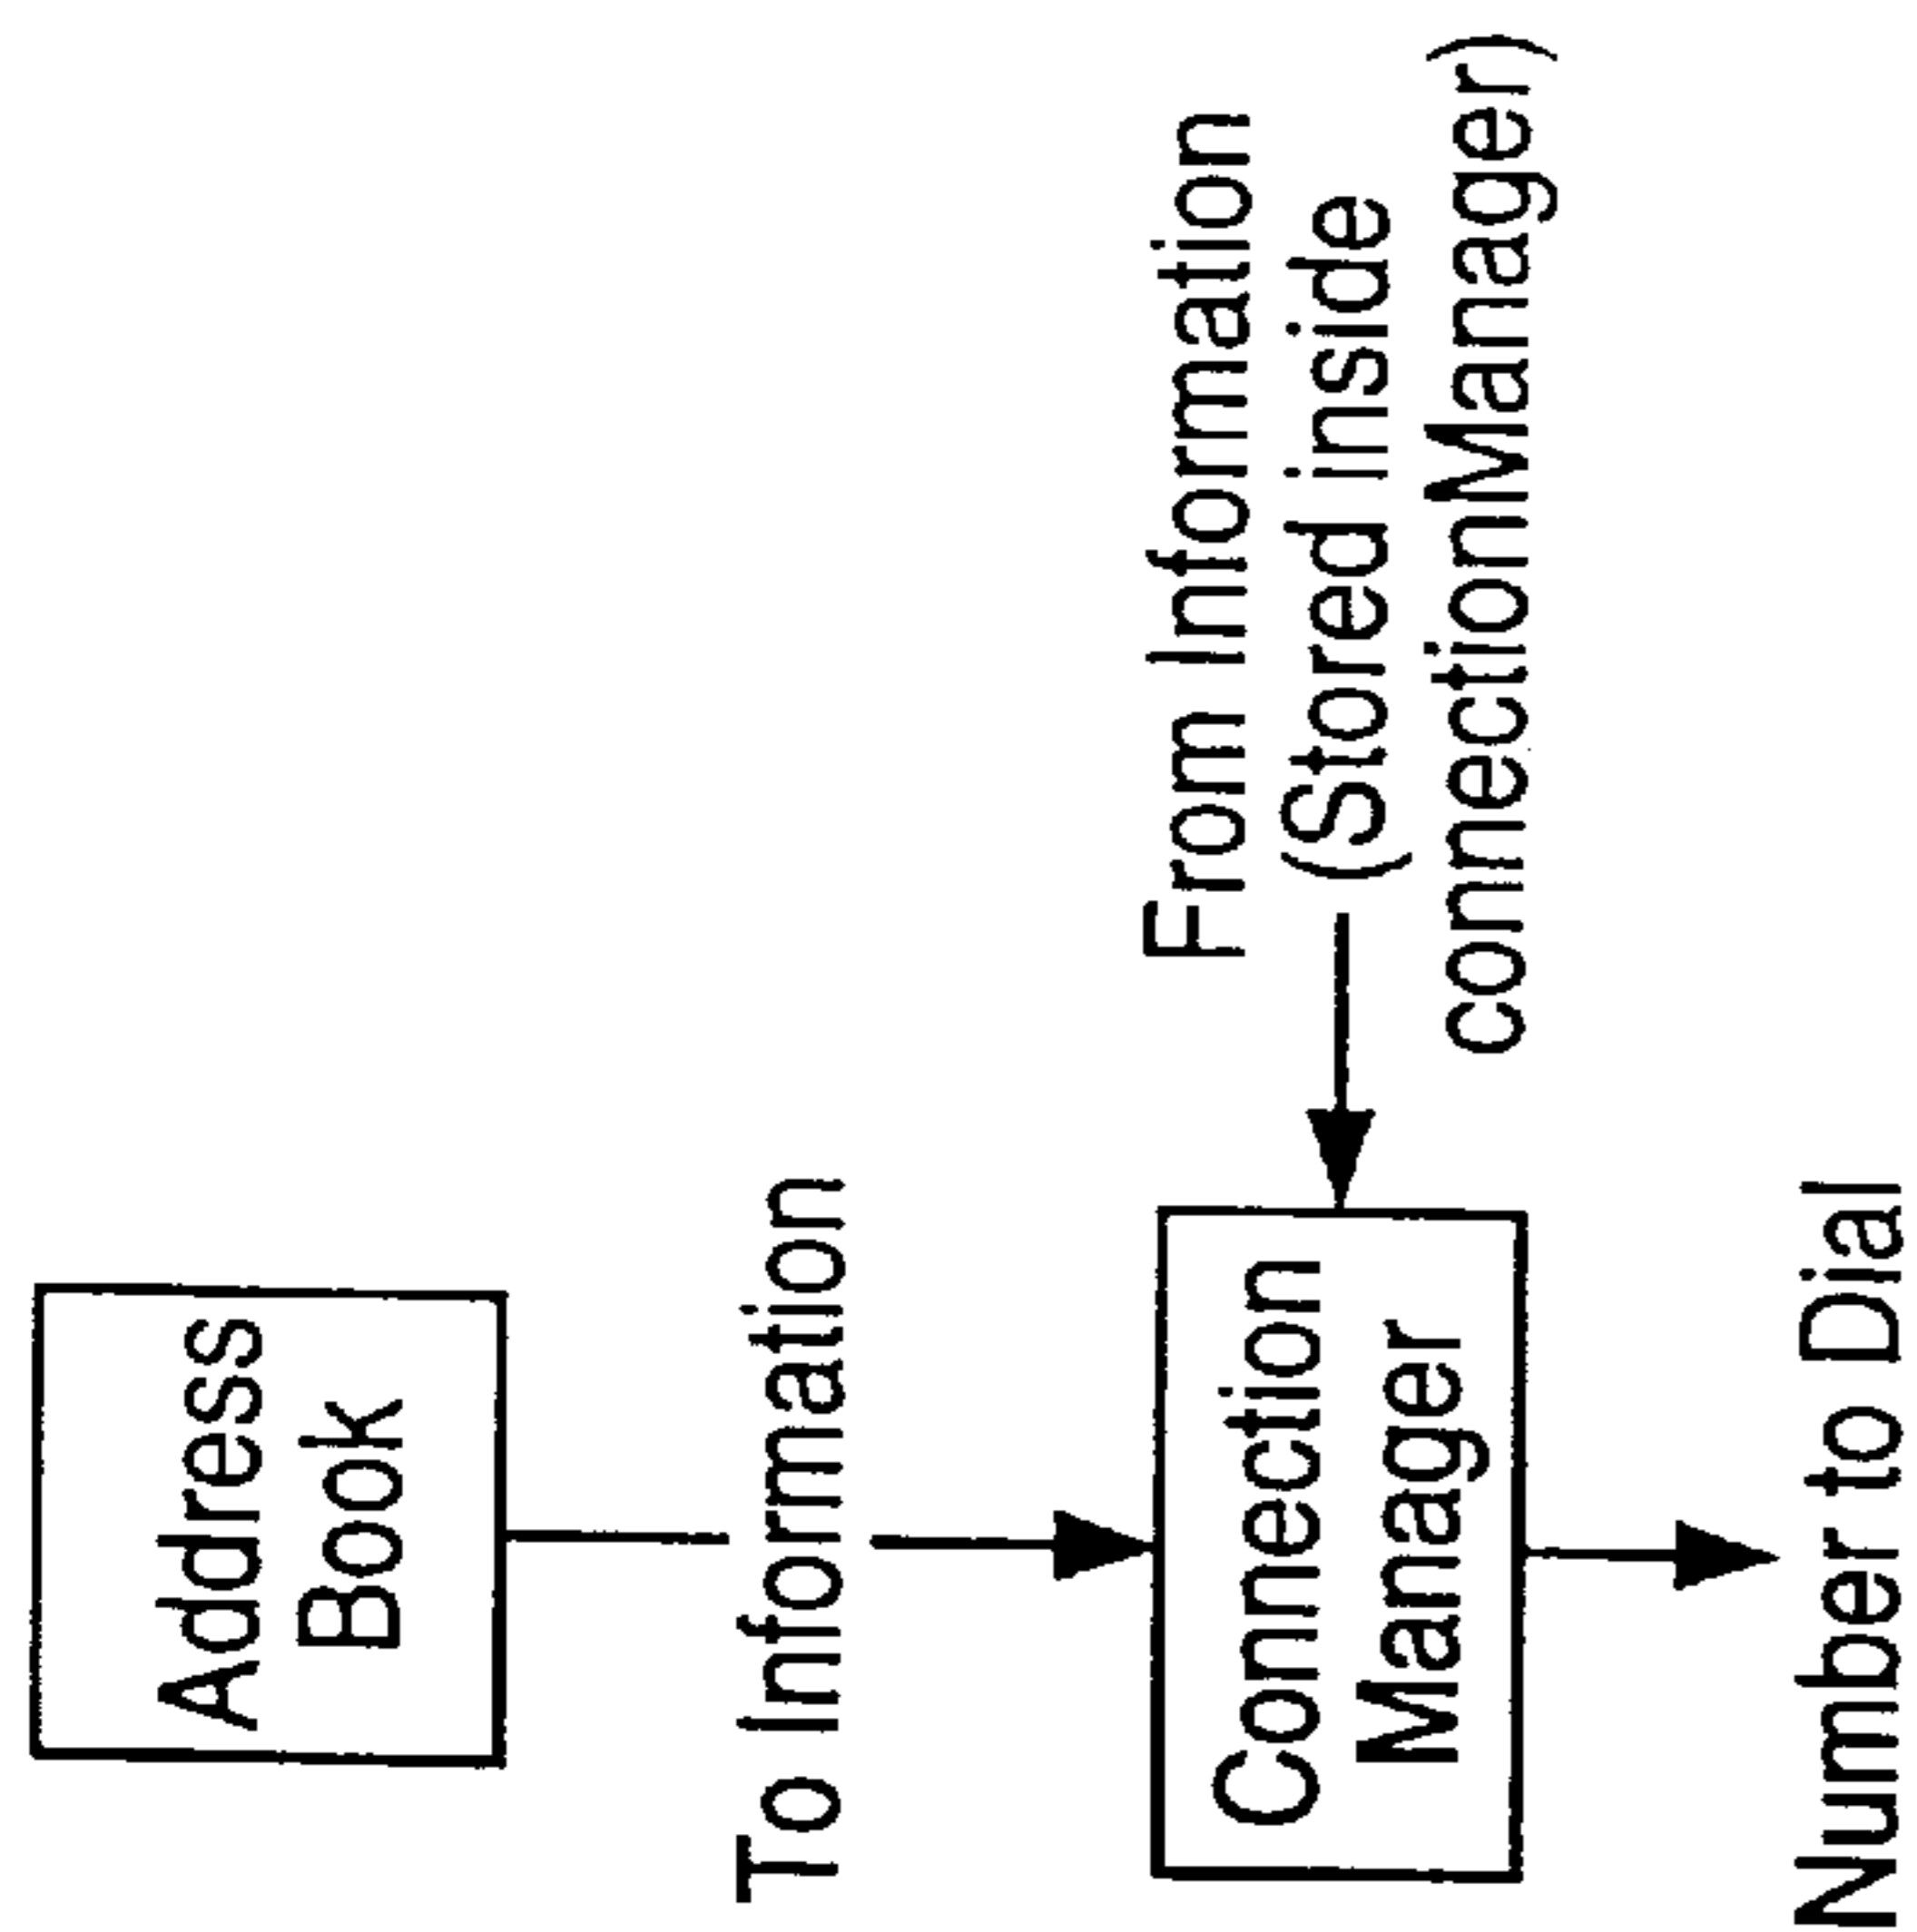 Address
Book
To Information
From Information
(Stored inside
connectionManager)
Connection
Manager
Number to Dial